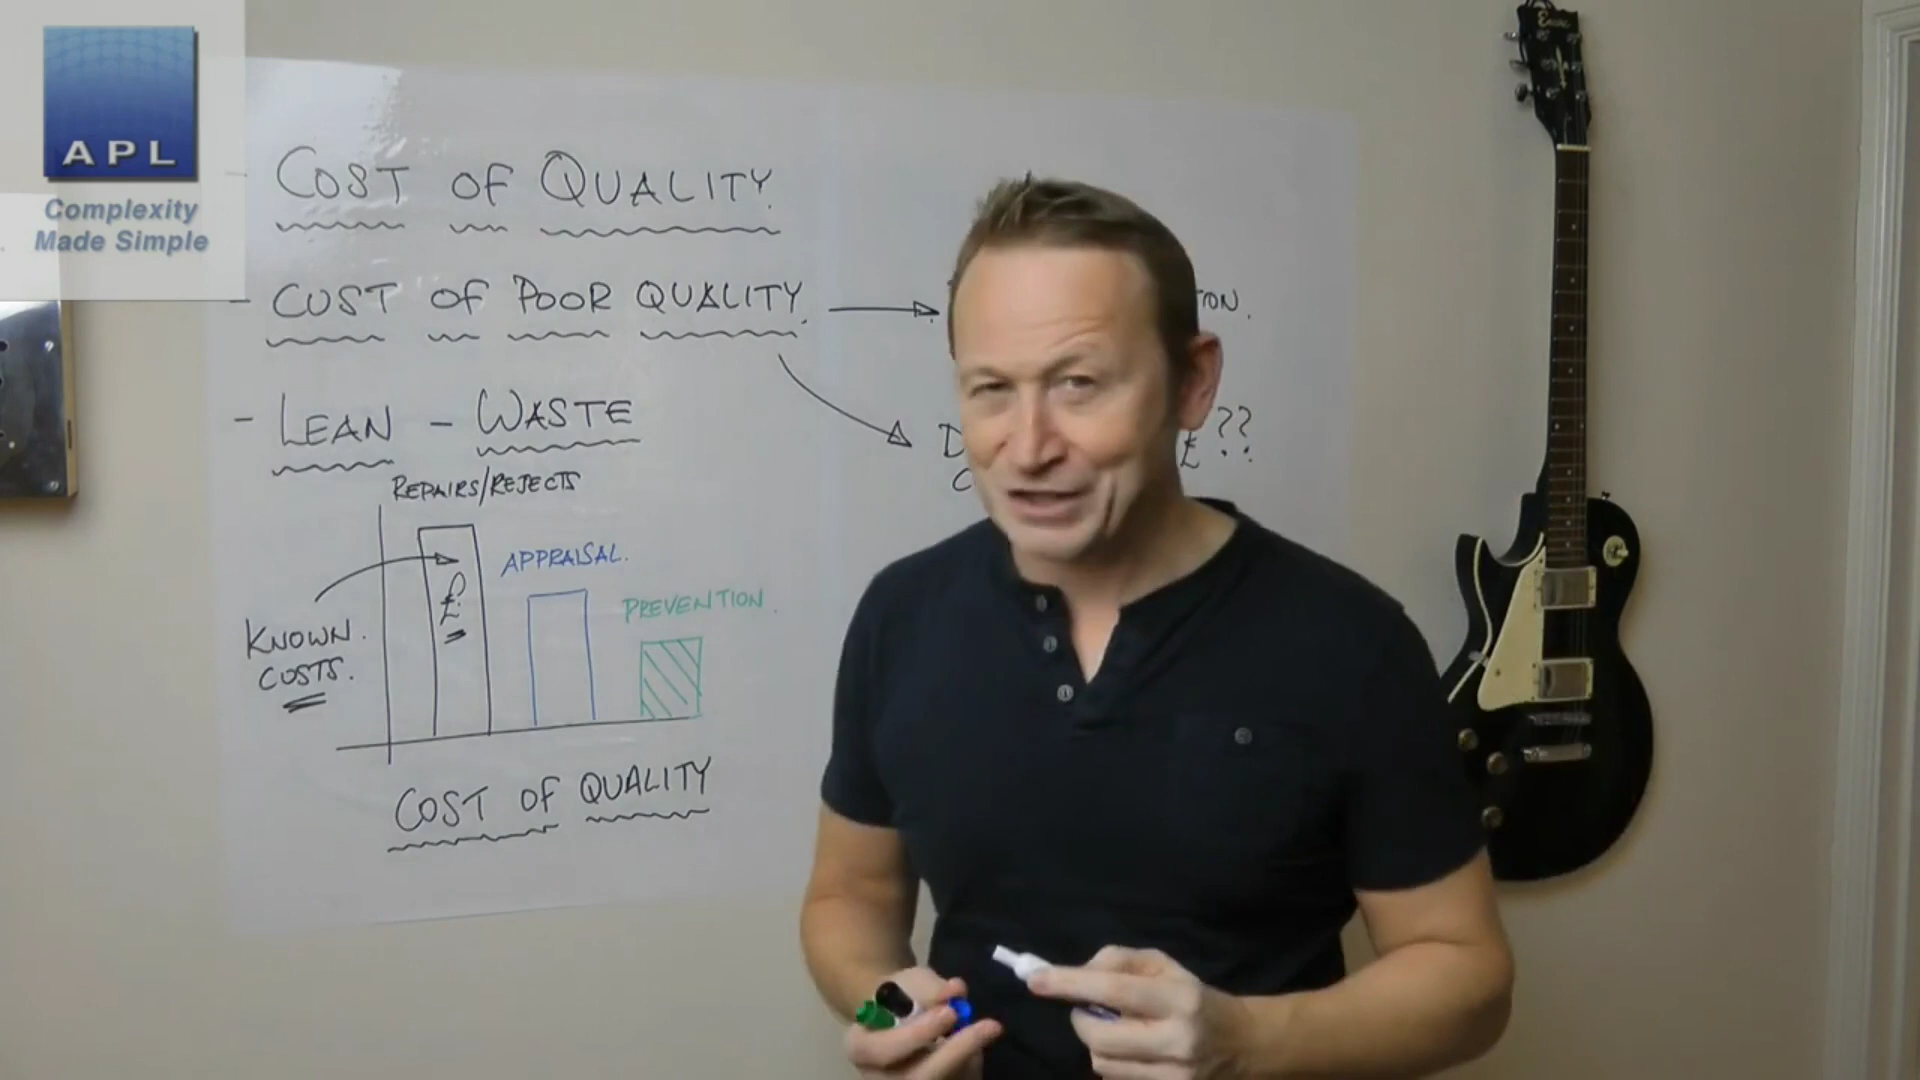 APL
Complexity
Made Simple
- COST OF QUALITY.
- COST OF POOR QUALITY.
- LEAN - WASTE
REPAIRS/REJECTS
£
APPRAISAL.
PREVENTION.
KNOWN.
COSTS.
COST OF QUALITY
£??